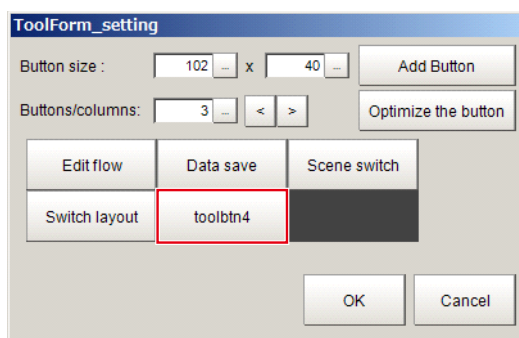 ToolForm_setting
Button size : 102 ... x 40 ... Add Button
Buttons/columns: 3 ... < > Optimize the button
Edit flow Data save Scene switch
Switch layout toolbtn4
OK Cancel